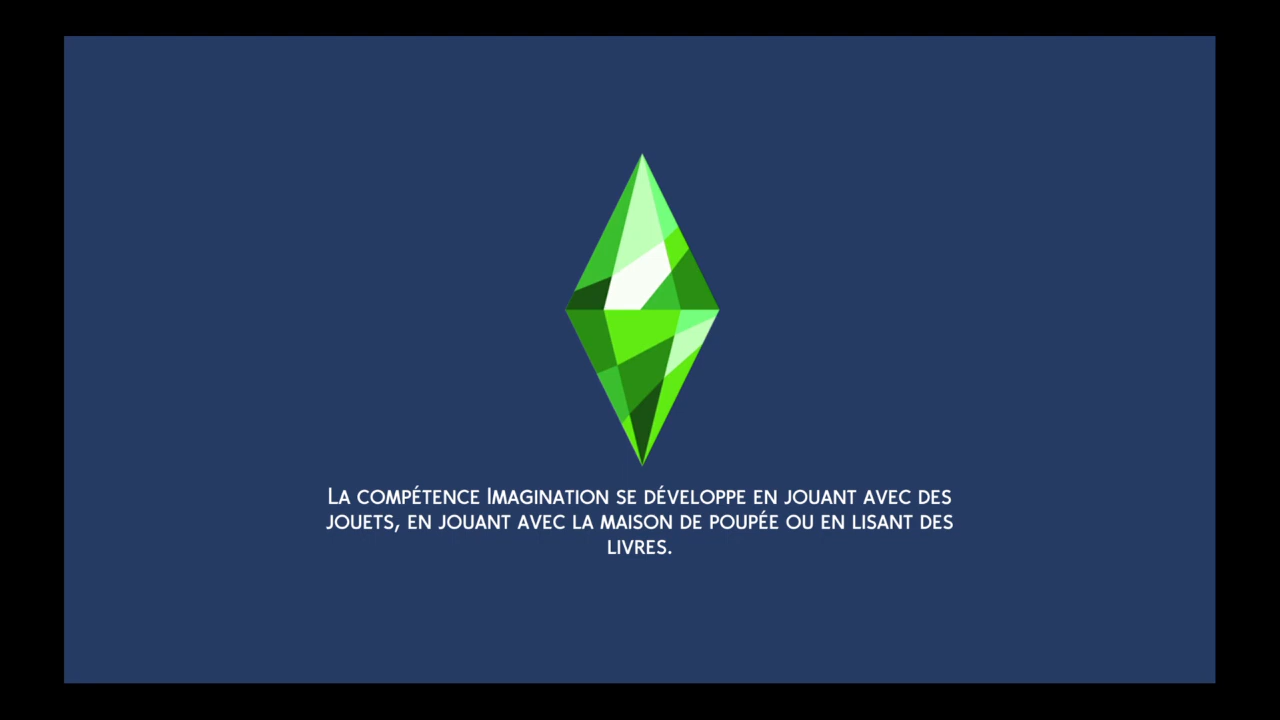 La compétence Imagination se développe en jouant avec des
jouets, en jouant avec la maison de poupée ou en lisant des
livres.